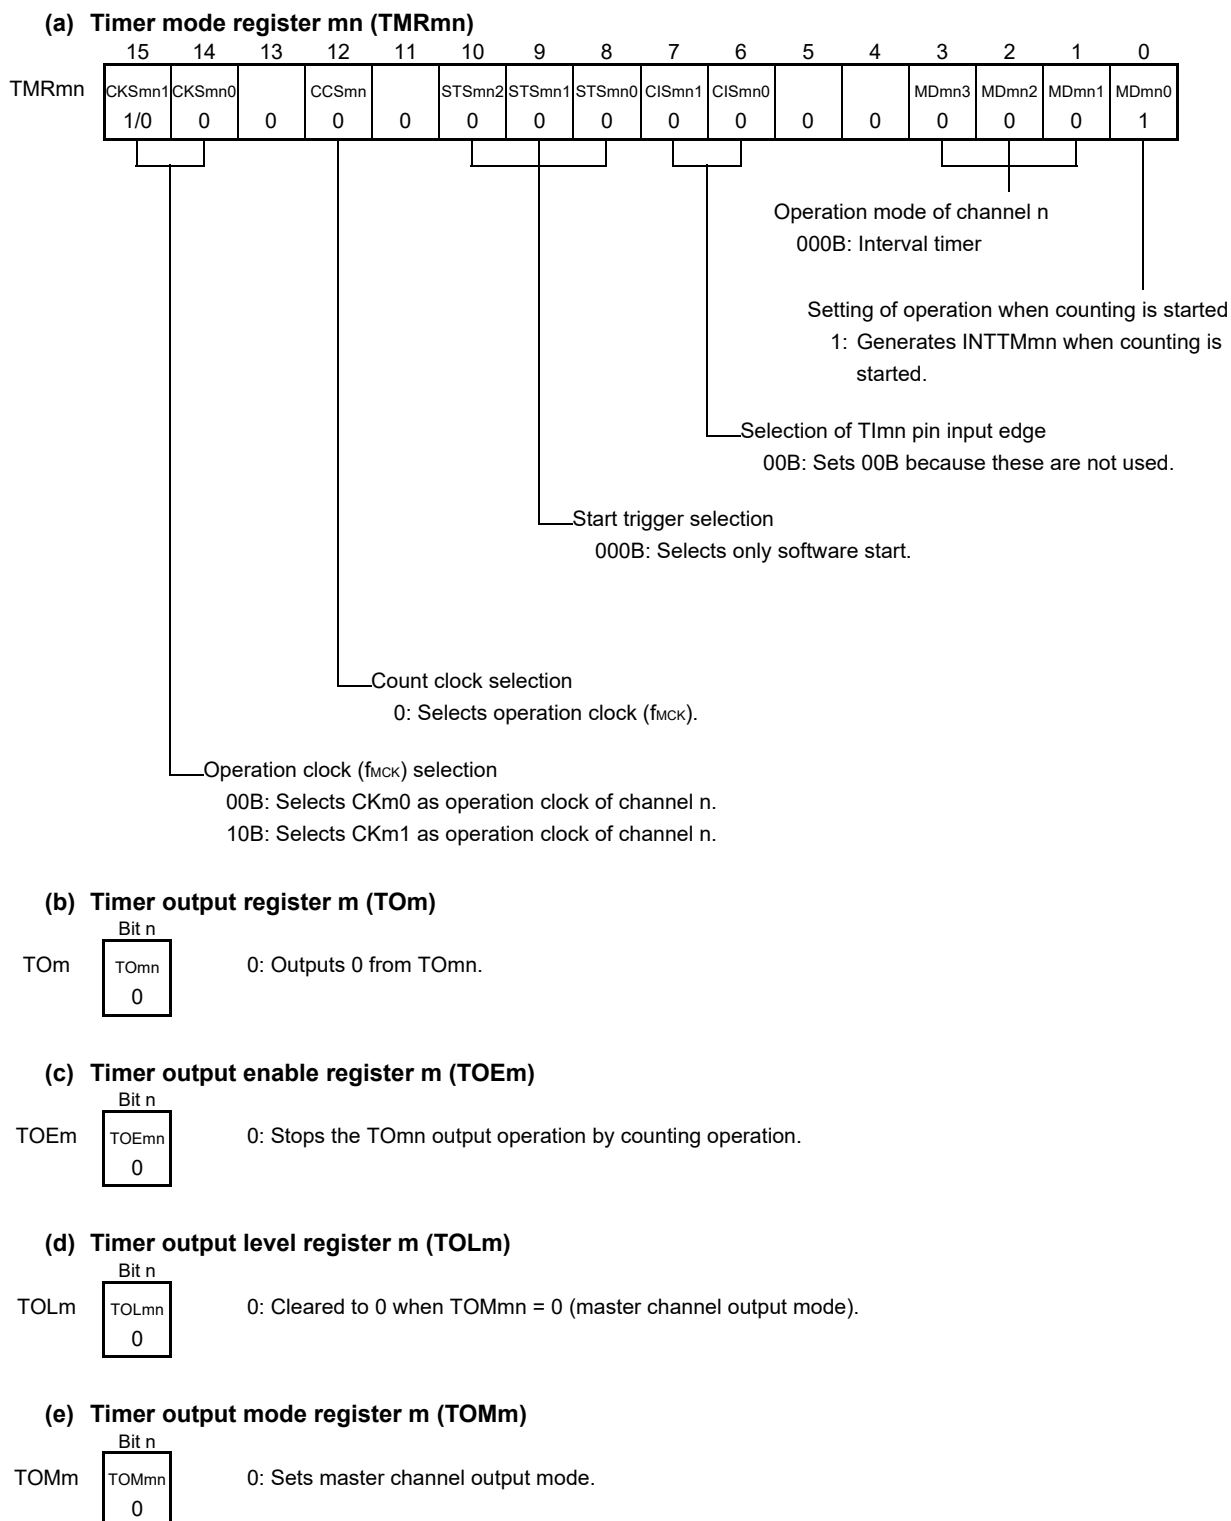 (a) Timer mode register mn (TMRmn)
15 14 13 12 11 10 9 8 7 6 5 4 3 2 1 0
TMRmn CKSmn1 CKSmn0 CCSmn STSmn2 STSmn1 STSmn0 CISmn1 CISmn0 MDmn3 MDmn2 MDmn1 MDmn0
1/0 0 0 0 0 0 0 0 0 0 0 0 0 0 0 1
Operation mode of channel n
000B: Interval timer
Setting of operation when counting is started
1: Generates INTTMmn when counting is
started.
Selection of TImn pin input edge
00B: Sets 00B because these are not used.
Start trigger selection
000B: Selects only software start.
Count clock selection
0: Selects operation clock (fMCK).
Operation clock (fMCK) selection
00B: Selects CKm0 as operation clock of channel n.
10B: Selects CKm1 as operation clock of channel n.
(b) Timer output register m (TOm)
Bit n
TOm TOmn 0: Outputs 0 from TOmn.
0
(c) Timer output enable register m (TOEm)
Bit n
TOEm TOEmn 0: Stops the TOmn output operation by counting operation.
0
(d) Timer output level register m (TOLm)
Bit n
TOLm TOLmn 0: Cleared to 0 when TOMmn = 0 (master channel output mode).
0
(e) Timer output mode register m (TOMm)
Bit n
TOMm TOMmn 0: Sets master channel output mode.
0